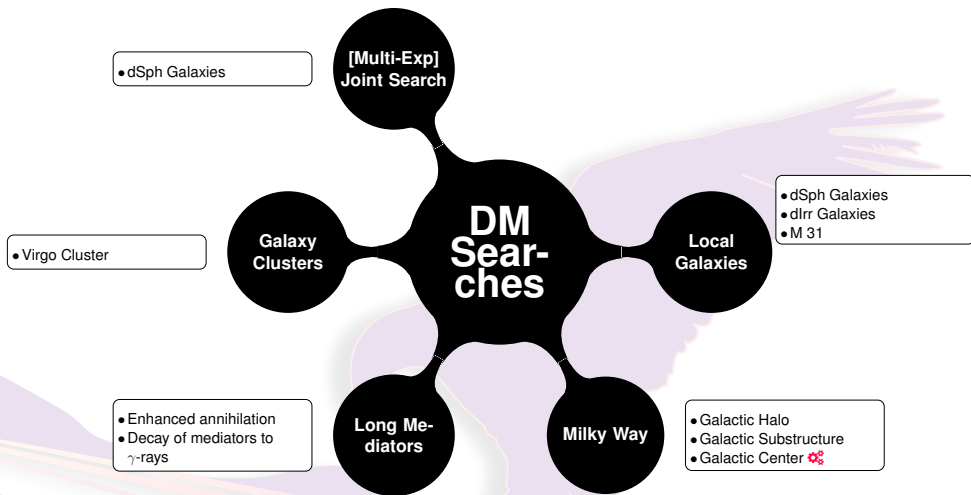 [Multi-Exp]
Joint Search
• dSph Galaxies
DM
Sear-
ches
Local
Galaxies
• dSph Galaxies
• dIrr Galaxies
• M 31
Galaxy
Clusters
• Virgo Cluster
Long Me-
diators
• Enhanced annihilation
• Decay of mediators to
γ-rays
Milky Way
• Galactic Halo
• Galactic Substructure
• Galactic Center